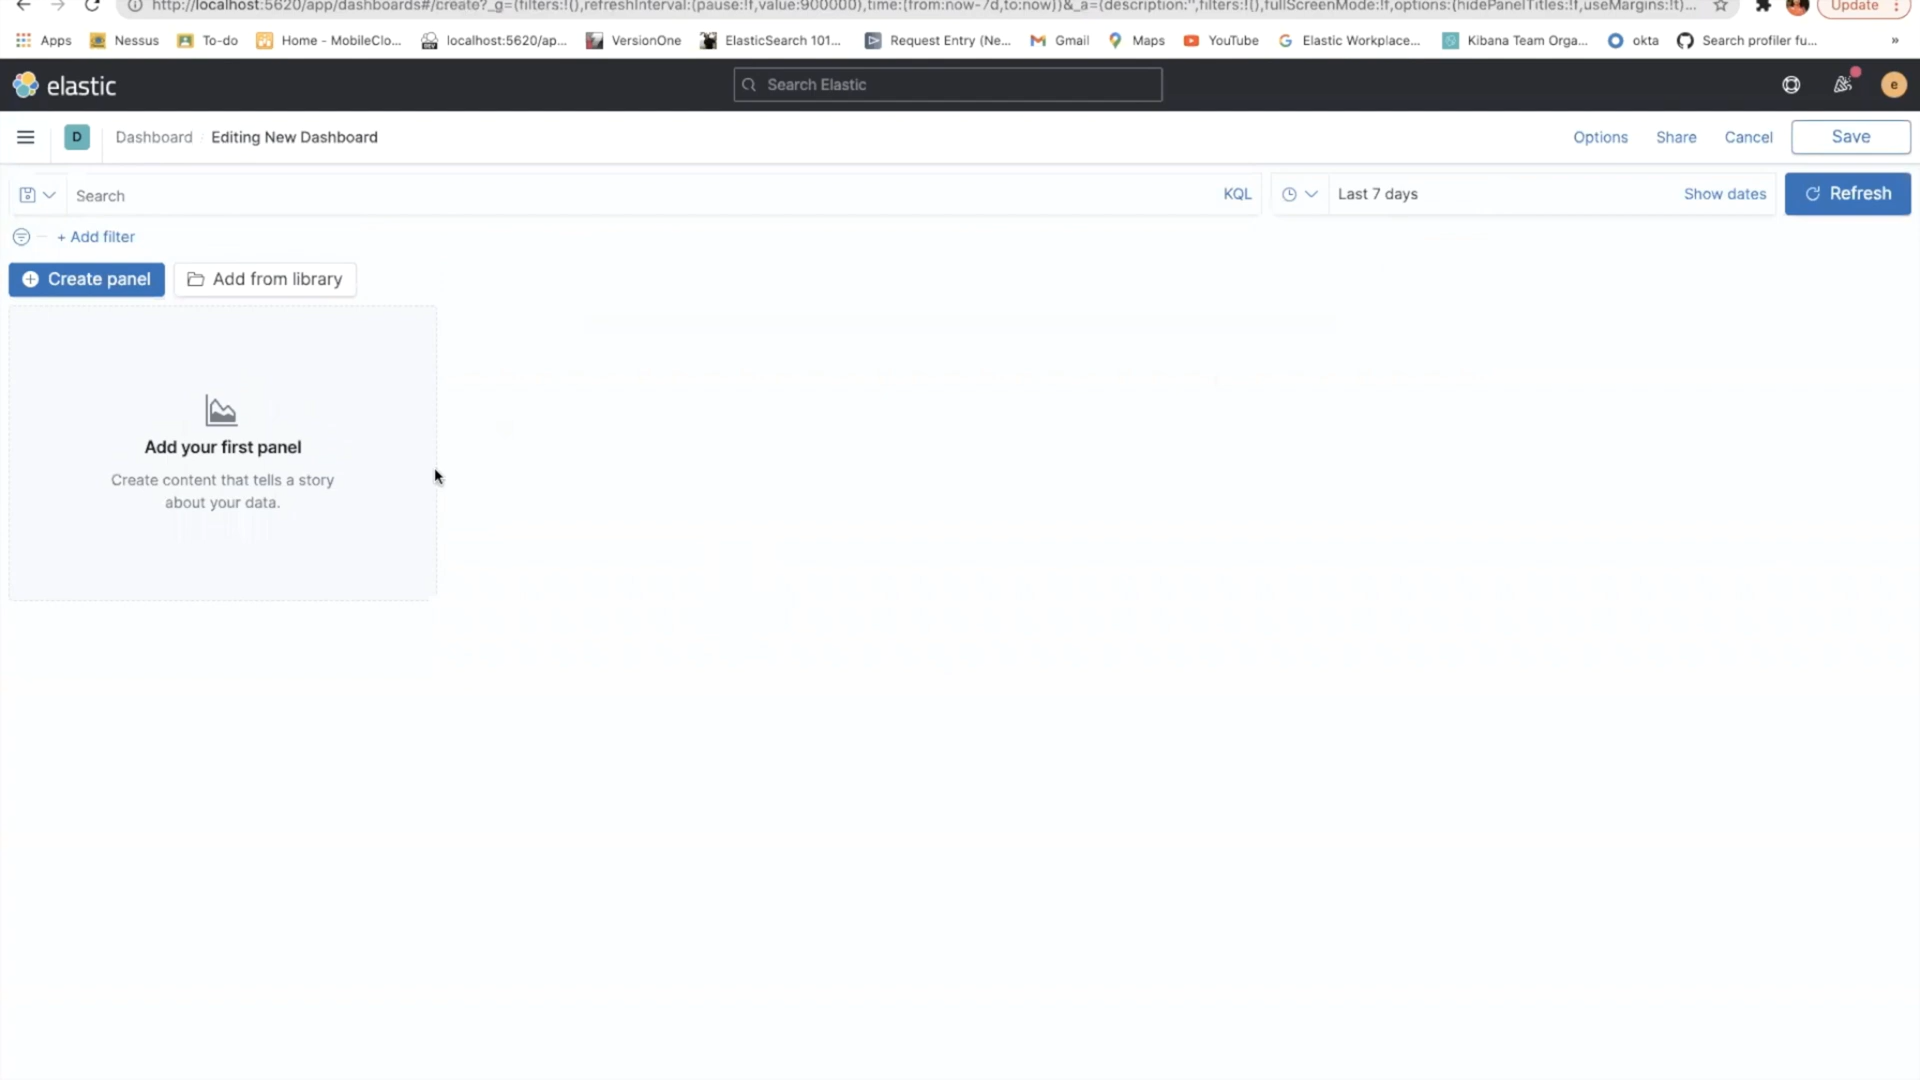 http://localhost:5620/app/dashboards#/create?_g=(filters:!(),refreshInterval:(pause:!f,value:900000),time:(from:now-7d,to:now))&_a=(description:'',filters:!(),fullScreenMode:!f,options:(hidePanelTitles:!f,useMargins:!t)... Update
Apps Nessus To-do Home - MobileClo... localhost:5620/ap... VersionOne ElasticSearch 101... Request Entry (Ne... Gmail Maps YouTube Elastic Workplace... Kibana Team Orga... okta Search profiler fu... »
elastic Search Elastic e
D Dashboard Editing New Dashboard Options Share Cancel Save
Search KQL Last 7 days Show dates Refresh
+ Add filter
Create panel Add from library
Add your first panel
Create content that tells a story
about your data.